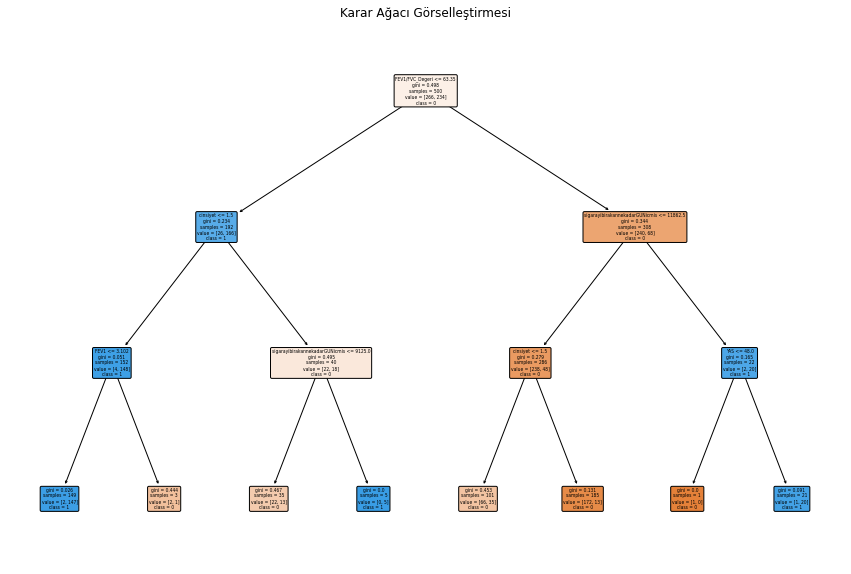 Karar Ağacı Görselleştirmesi
FEV1/FVC_Degeri <= 63.35
gini = 0.498
samples = 500
value = [266, 234]
class = 0
cinsiyet <= 1.5
gini = 0.234
samples = 192
value = [26, 166]
class = 1
sigarayibirakannekadarGUNicmis <= 11862.5
gini = 0.344
samples = 308
value = [240, 68]
class = 0
FEV1 <= 3.102
gini = 0.051
samples = 152
value = [4, 148]
class = 1
sigarayibirakannekadarGUNicmis <= 9125.0
gini = 0.495
samples = 40
value = [22, 18]
class = 0
cinsiyet <= 1.5
gini = 0.279
samples = 286
value = [238, 48]
class = 0
YAS <= 48.0
gini = 0.165
samples = 22
value = [2, 20]
class = 1
gini = 0.026
samples = 149
value = [2, 147]
class = 1
gini = 0.444
samples = 3
value = [2, 1]
class = 0
gini = 0.467
samples = 35
value = [22, 13]
class = 0
gini = 0.0
samples = 5
value = [0, 5]
class = 1
gini = 0.453
samples = 101
value = [66, 35]
class = 0
gini = 0.131
samples = 185
value = [172, 13]
class = 0
gini = 0.0
samples = 1
value = [1, 0]
class = 0
gini = 0.091
samples = 21
value = [1, 20]
class = 1